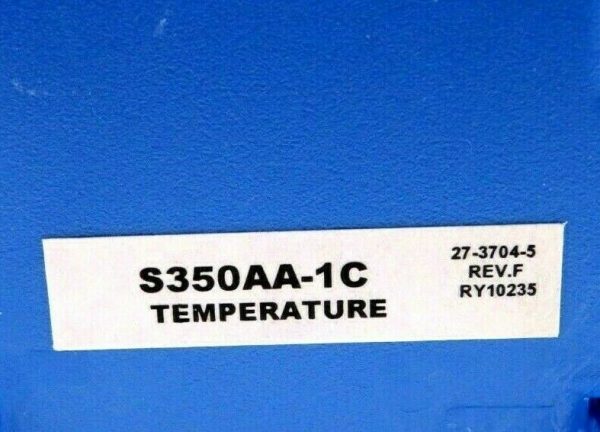 S350AA-1C
TEMPERATURE
27-3704-5
REV.F
RY10235